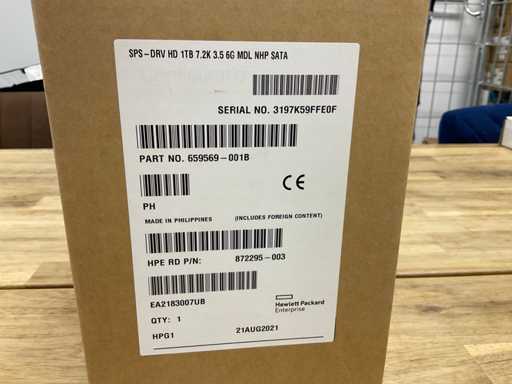 SPS-DRV HD 1TB 7.2K 3.5 6G MDL NHP SATA
SERIAL NO. 3197K59FFE0F
PART NO. 659569-001B
PH
MADE IN PHILIPPINES (INCLUDES FOREIGN CONTENT)
HPE RD P/N: 872295-003
EA2183007UB
Hewlett Packard
Enterprise
QTY: 1
HPG1 21AUG2021